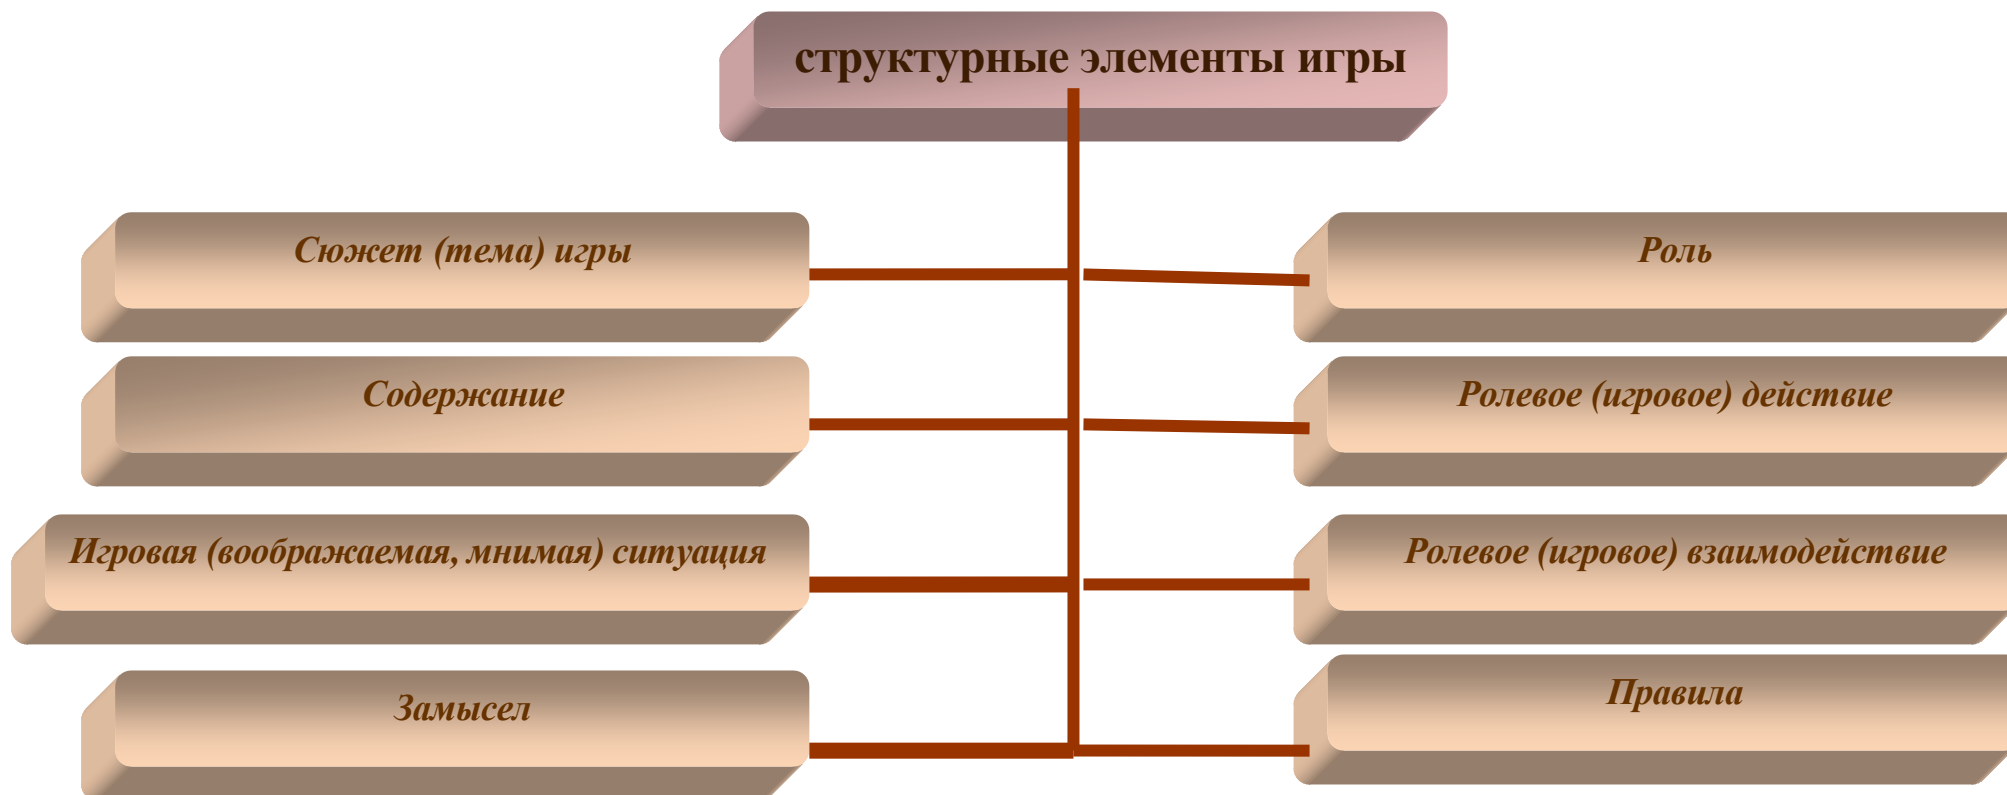 структурные элементы игры
Сюжет (тема) игры
Роль
Содержание
Ролевое (игровое) действие
Игровая (воображаемая, мнимая) ситуация
Ролевое (игровое) взаимодействие
Замысел
Правила